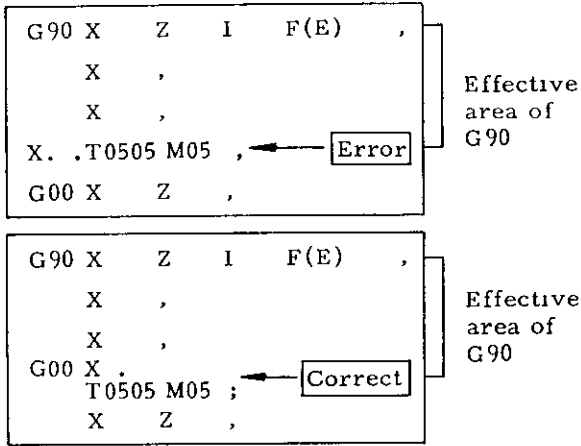 G90 X Z I F(E) ,
X ,
X ,
X. .T0505 M05 , Error
G00 X Z ,
Effective
area of
G90
G90 X Z I F(E) ,
X ,
X ,
G00 X .
T0505 M05 ; Correct
X Z ,
Effective
area of
G90